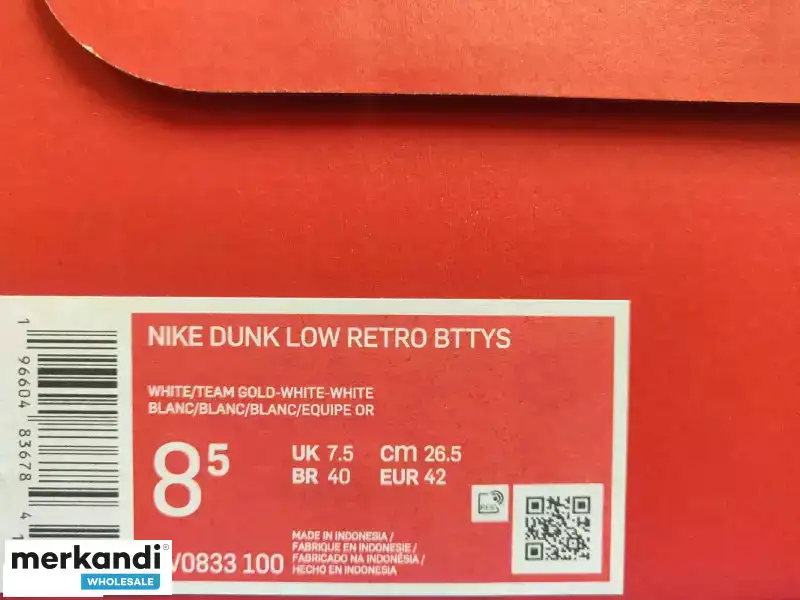 NIKE DUNK LOW RETRO BTTYS
WHITE/TEAM GOLD-WHITE-WHITE
BLANC/BLANC/BLANC/EQUIPE OR
8 5
UK 7.5 CM 26.5
BR 40 EUR 42
MADE IN INDONESIA /
FABRIQUE EN INDONESIE /
FABRICADO NA INDONÉSIA /
HECHO EN INDONESIA
V0833 100
1 96604 83678 4
merkandi®
WHOLESALE